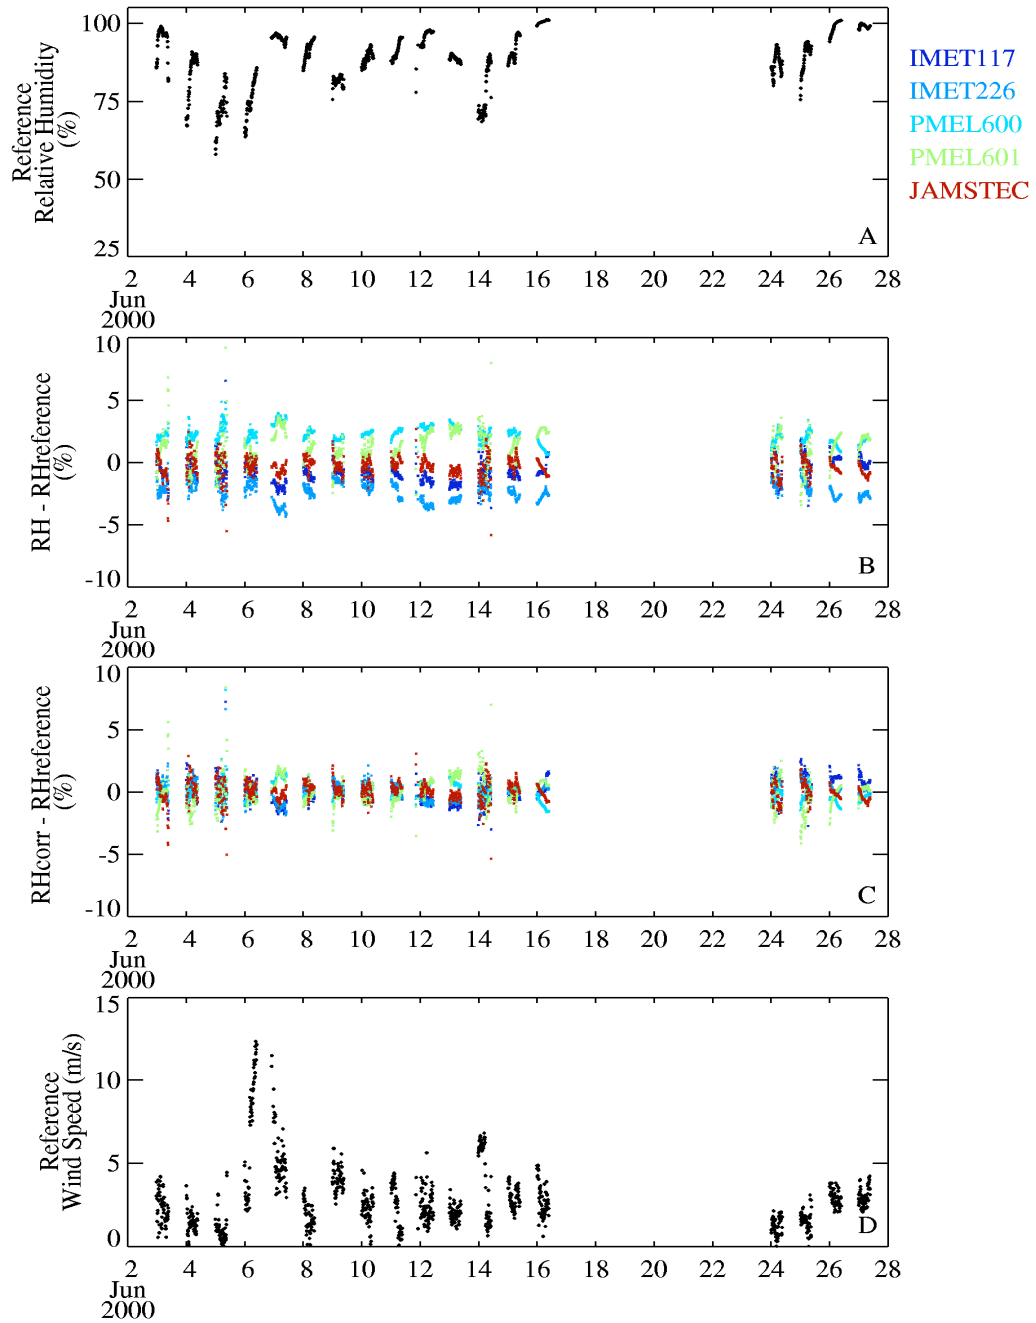 Reference
Relative Humidity
(%)
100
75
50
25
A
2 4 6 8 10 12 14 16 18 20 22 24 26 28
Jun
2000
IMET117
IMET226
PMEL600
PMEL601
JAMSTEC
RH - RHreference
(%)
10
5
0
-5
-10
B
2 4 6 8 10 12 14 16 18 20 22 24 26 28
Jun
2000
RHcorr - RHreference
(%)
10
5
0
-5
-10
C
2 4 6 8 10 12 14 16 18 20 22 24 26 28
Jun
2000
Reference
Wind Speed (m/s)
15
10
5
0
D
2 4 6 8 10 12 14 16 18 20 22 24 26 28
Jun
2000